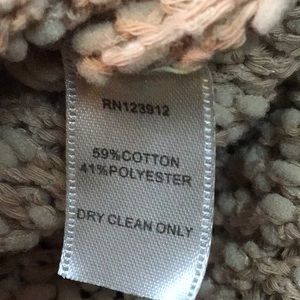 RN123912
59%COTTON
41%POLYESTER
DRY CLEAN ONLY